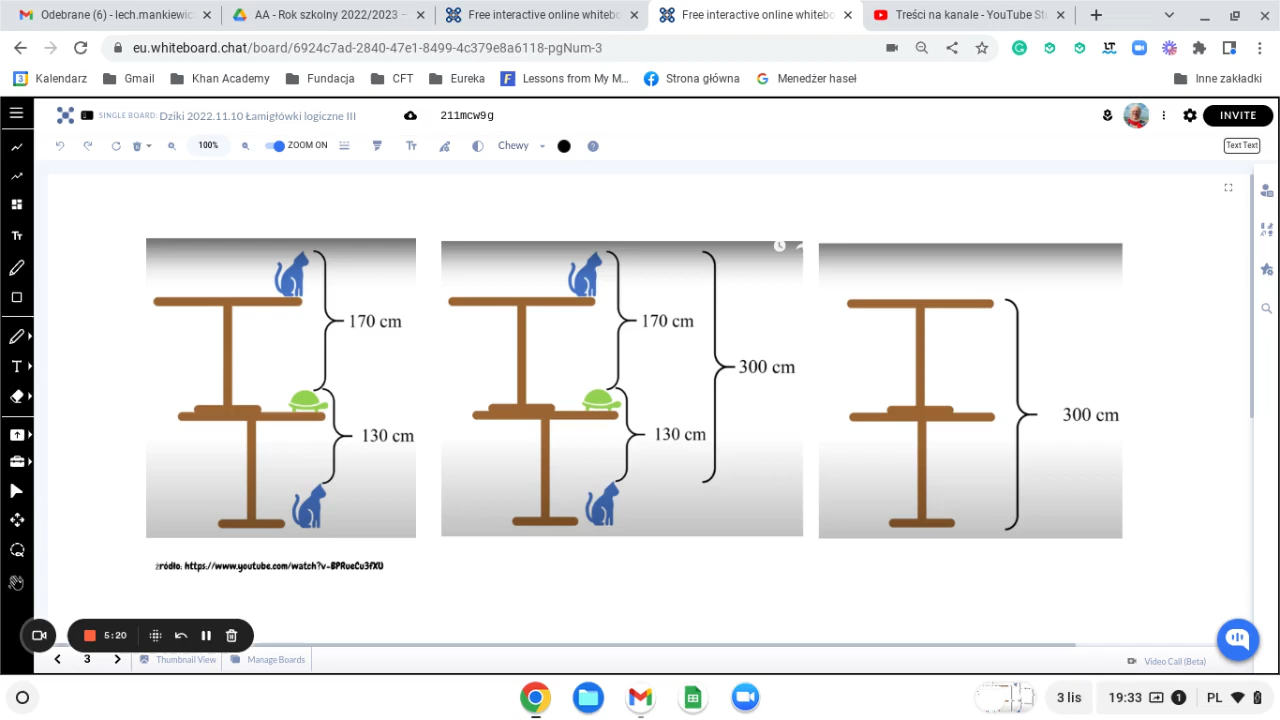 Odebrane (6) - lech.mankiewic
AA - Rok szkolny 2022/2023 –
Free interactive online whitebo
Free interactive online whitebo
Treści na kanale - YouTube St
eu.whiteboard.chat/board/6924c7ad-2840-47e1-8499-4c379e8a6118-pgNum-3
Kalendarz
Gmail
Khan Academy
Fundacja
CFT
Eureka
Lessons from My M...
Strona główna
Menedżer haseł
Inne zakładki
SINGLE BOARD: Dziki 2022.11.10 Łamigłówki logiczne III
211mcw9g
INVITE
100%
ZOOM ON
Chewy
Text Text
170 cm
130 cm
170 cm
300 cm
130 cm
300 cm
źródło: https://www.youtube.com/watch?v=BPRueCu3fXU
5:20
3
Thumbnail View
Manage Boards
Video Call (Beta)
3 lis
19:33
1
PL